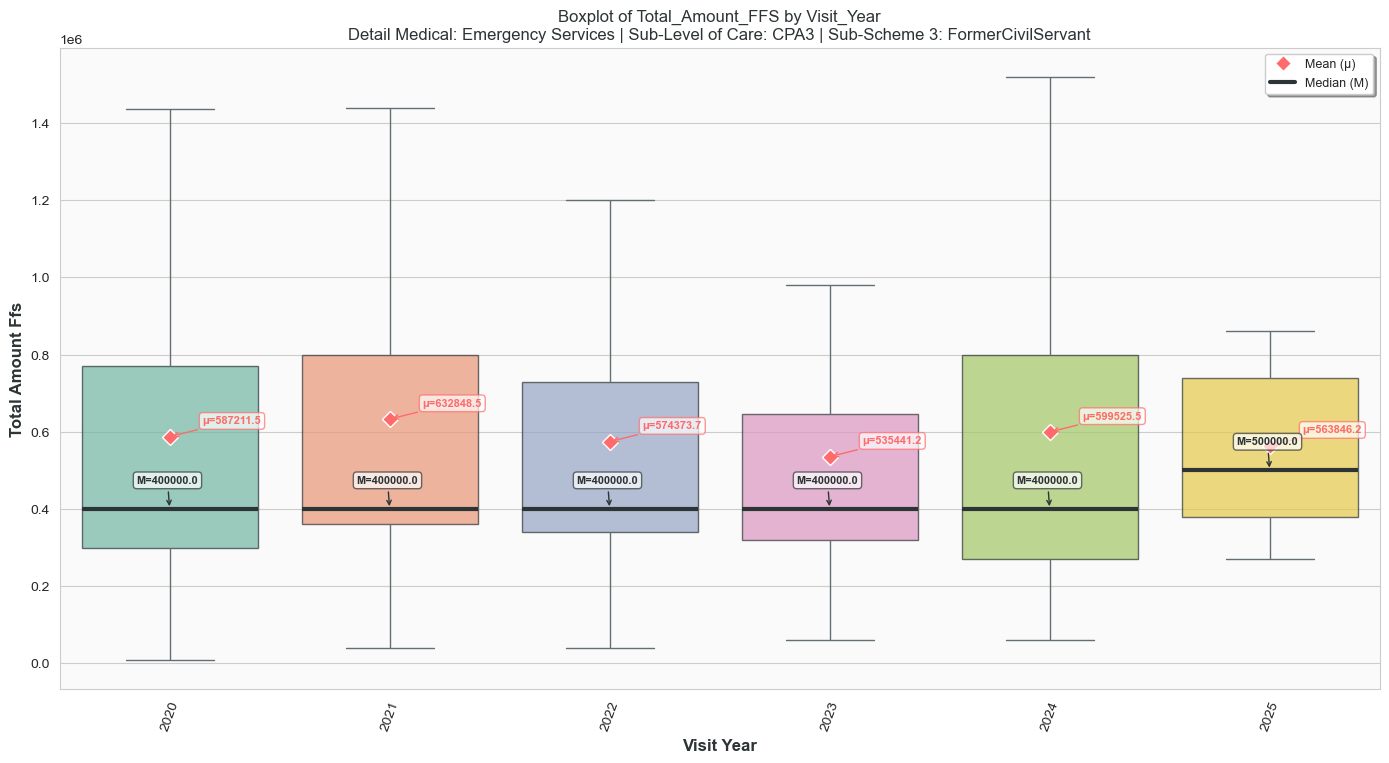 Boxplot of Total_Amount_FFS by Visit_Year
Detail Medical: Emergency Services | Sub-Level of Care: CPA3 | Sub-Scheme 3: FormerCivilServant
1e6
Mean (μ)
Median (M)
1.4
1.2
1.0
0.8
0.6
0.4
0.2
0.0
Total Amount Ffs
μ=587211.5
μ=632848.5
μ=574373.7
μ=535441.2
μ=599525.5
μ=563846.2
M=400000.0
M=400000.0
M=400000.0
M=400000.0
M=400000.0
M=500000.0
2020
2021
2022
2023
2024
2025
Visit Year